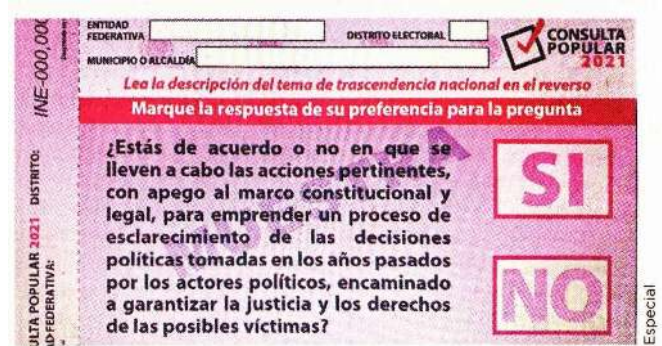 ENTIDAD
FEDERATIVA
DISTRITO ELECTORAL
MUNICIPIO O ALCALDÍA
CONSULTA
POPULAR
2021
Lea la descripción del tema de trascendencia nacional en el reverso
Marque la respuesta de su preferencia para la pregunta
¿Estás de acuerdo o no en que se
lleven a cabo las acciones pertinentes,
con apego al marco constitucional y
legal, para emprender un proceso de
esclarecimiento de las decisiones
políticas tomadas en los años pasados
por los actores políticos, encaminado
a garantizar la justicia y los derechos
de las posibles víctimas?
SI
NO
MUESTRA
INE-000,000
DISTRITO:
ULTA POPULAR 2021
AD FEDERATIVA:
Especial